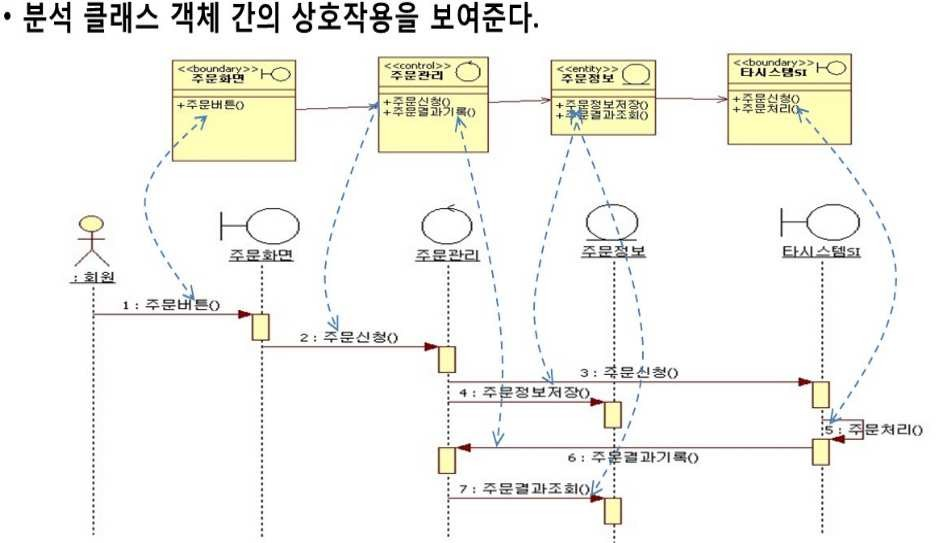 • 분석 클래스 객체 간의 상호작용을 보여준다.
<<boundary>>
주문화면
+주문버튼()
<<control>>
주문관리
+주문신청()
+주문결과기록()
<<entity>>
주문정보
+주문정보저장()
+주문결과조회()
<<boundary>>
타시스템SI
+주문신청()
+주문처리()
: 회원
주문화면
주문관리
주문정보
타시스템SI
1 : 주문버튼()
2 : 주문신청()
3 : 주문신청()
4 : 주문정보저장()
5 : 주문처리()
6 : 주문결과기록()
7 : 주문결과조회()